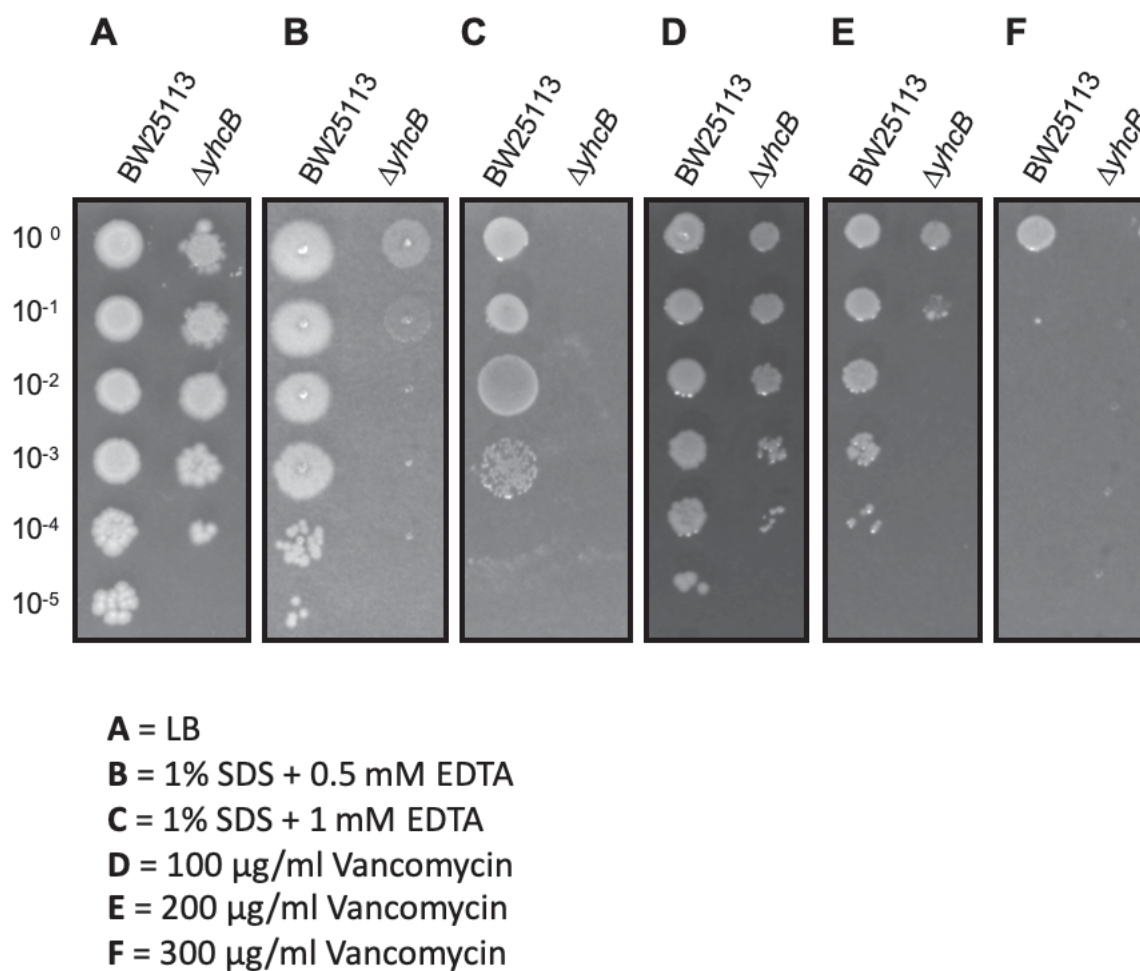 A B C D E F
BW25113 ΔyhcB BW25113 ΔyhcB BW25113 ΔyhcB BW25113 ΔyhcB BW25113 ΔyhcB BW25113 ΔyhcB
10⁰
10⁻¹
10⁻²
10⁻³
10⁻⁴
10⁻⁵
A = LB
B = 1% SDS + 0.5 mM EDTA
C = 1% SDS + 1 mM EDTA
D = 100 μg/ml Vancomycin
E = 200 μg/ml Vancomycin
F = 300 μg/ml Vancomycin